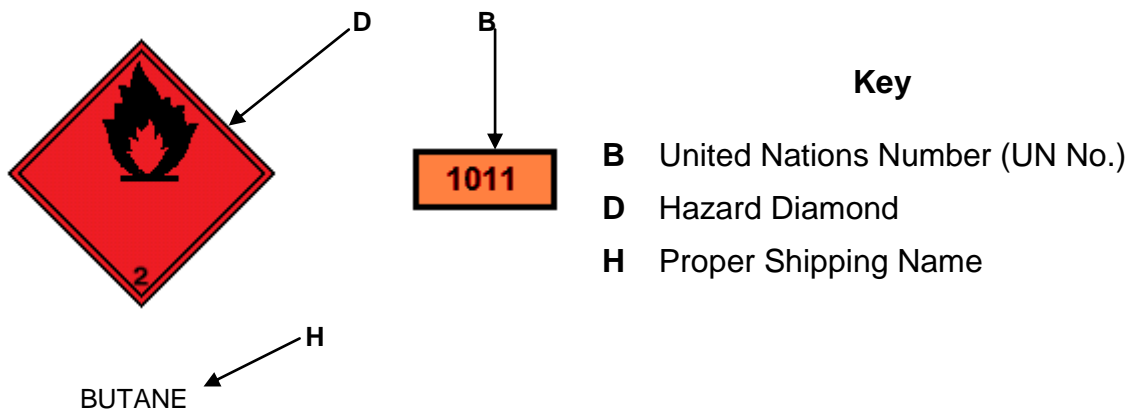 D
B
Key
1011
B United Nations Number (UN No.)
D Hazard Diamond
H Proper Shipping Name
2
H
BUTANE